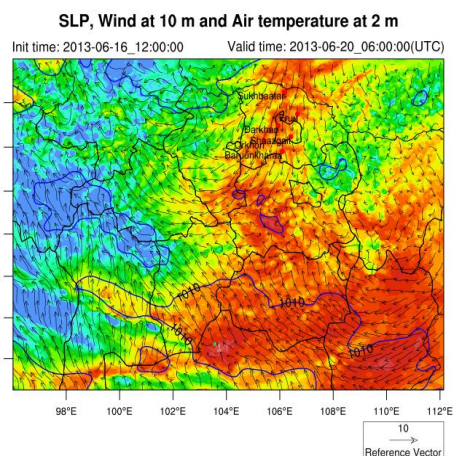 SLP, Wind at 10 m and Air temperature at 2 m
Init time: 2013-06-16_12:00:00 Valid time: 2013-06-20_06:00:00(UTC)
Sukhbaatar
Darkhan
Orkhon
Baruunkharaa
1010
1010
1010
1010
98°E 100°E 102°E 104°E 106°E 108°E 110°E 112°E
10
Reference Vector